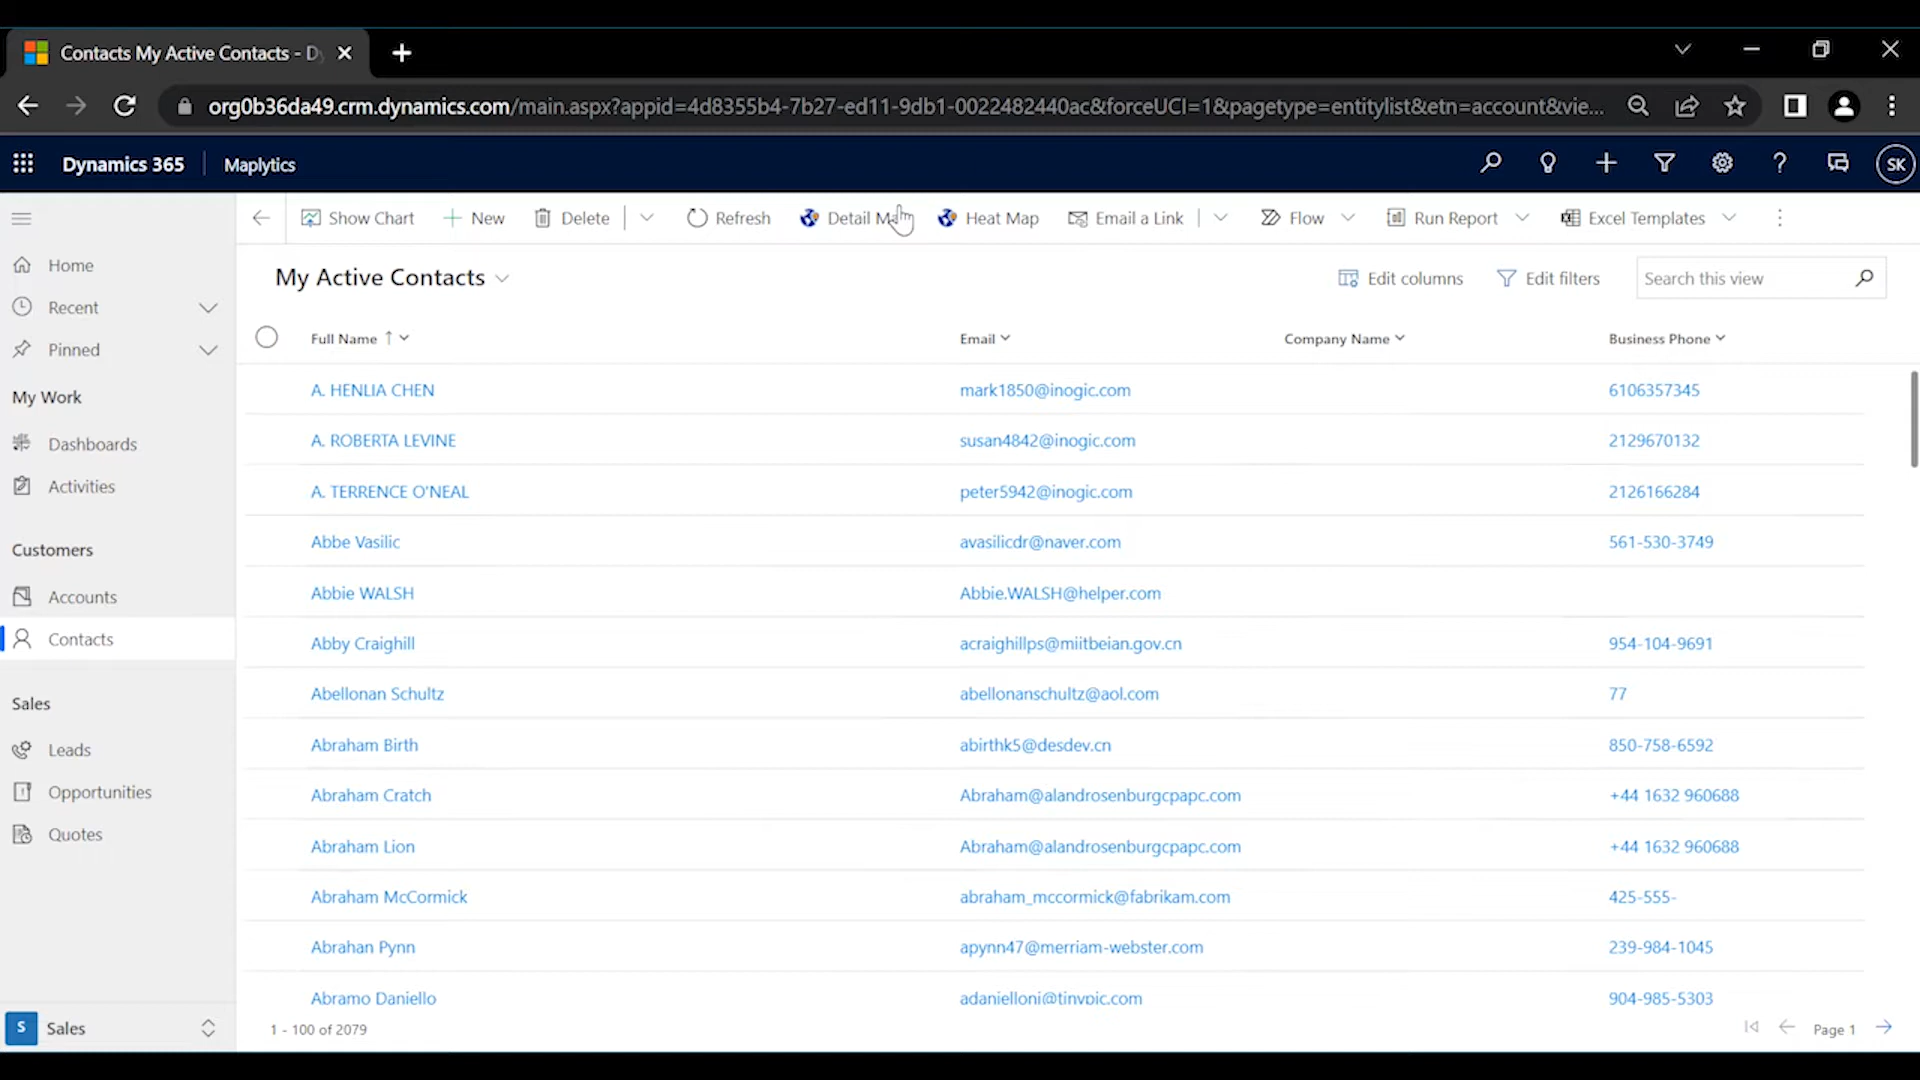 Contacts My Active Contacts - Dy
org0b36da49.crm.dynamics.com/main.aspx?appid=4d8355b4-7b27-ed11-9db1-0022482440ac&forceUCI=1&pagetype=entitylist&etn=account&vie...
Dynamics 365 Maplytics SK
Show Chart New Delete Refresh Detail Heat Map Email a Link Flow Run Report Excel Templates
Home
Recent
Pinned
My Work
Dashboards
Activities
Customers
Accounts
Contacts
Sales
Leads
Opportunities
Quotes
S Sales
My Active Contacts Edit columns Edit filters Search this view
Full Name Email Company Name Business Phone
A. HENLIA CHEN mark1850@inogic.com 6106357345
A. ROBERTA LEVINE susan4842@inogic.com 2129670132
A. TERRENCE O'NEAL peter5942@inogic.com 2126166284
Abbe Vasilic avasilicdr@naver.com 561-530-3749
Abbie WALSH Abbie.WALSH@helper.com
Abby Craighill acraighillps@miitbeian.gov.cn 954-104-9691
Abellonan Schultz abellonanschultz@aol.com 77
Abraham Birth abirthk5@desdev.cn 850-758-6592
Abraham Cratch Abraham@alandrosenburgcpapc.com +44 1632 960688
Abraham Lion Abraham@alandrosenburgcpapc.com +44 1632 960688
Abraham McCormick abraham_mccormick@fabrikam.com 425-555-
Abrahan Pynn apynn47@merriam-webster.com 239-984-1045
Abramo Daniello adanielloni@tinypic.com 904-985-5303
1 - 100 of 2079 Page 1